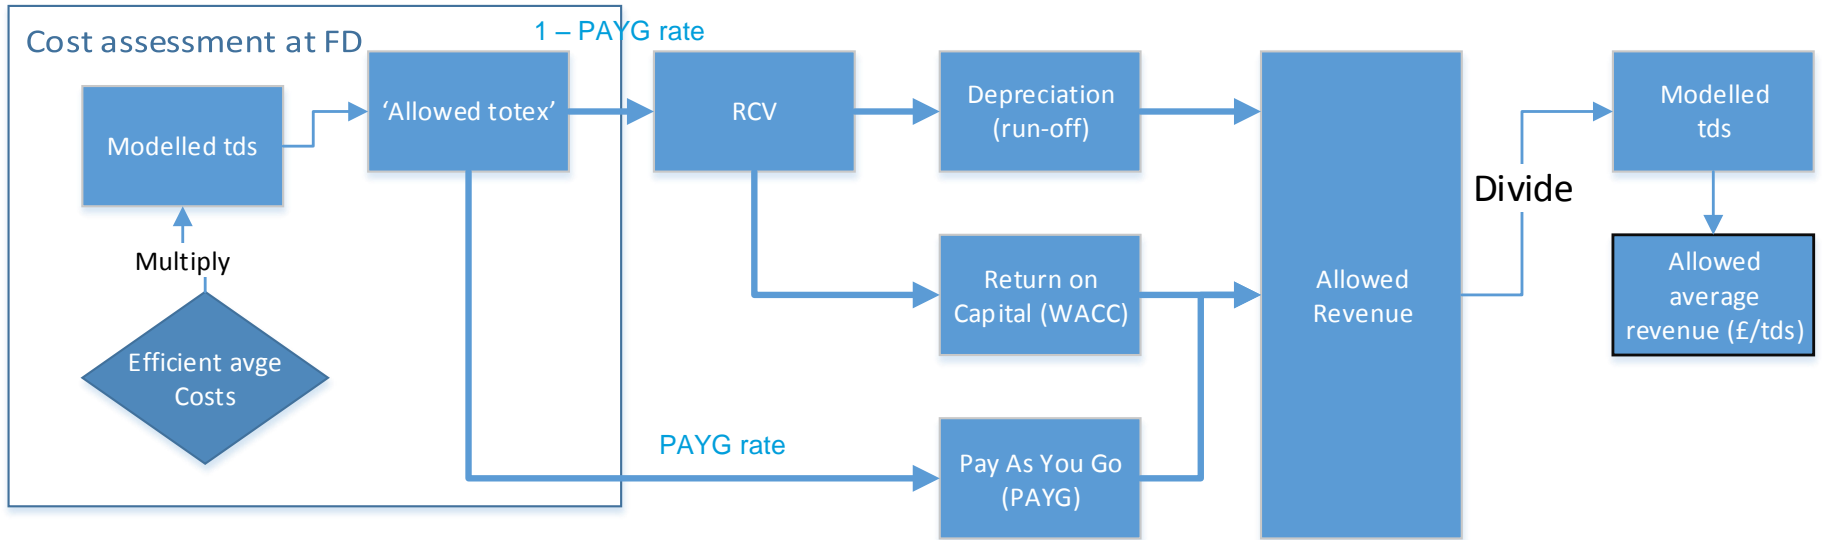 Cost assessment at FD
1 – PAYG rate
Modelled tds
‘Allowed totex’
RCV
Depreciation
(run-off)
Modelled
tds
Divide
Multiply
Efficient avge
Costs
Return on
Capital (WACC)
Allowed
Revenue
Allowed
average
revenue (£/tds)
PAYG rate
Pay As You Go
(PAYG)